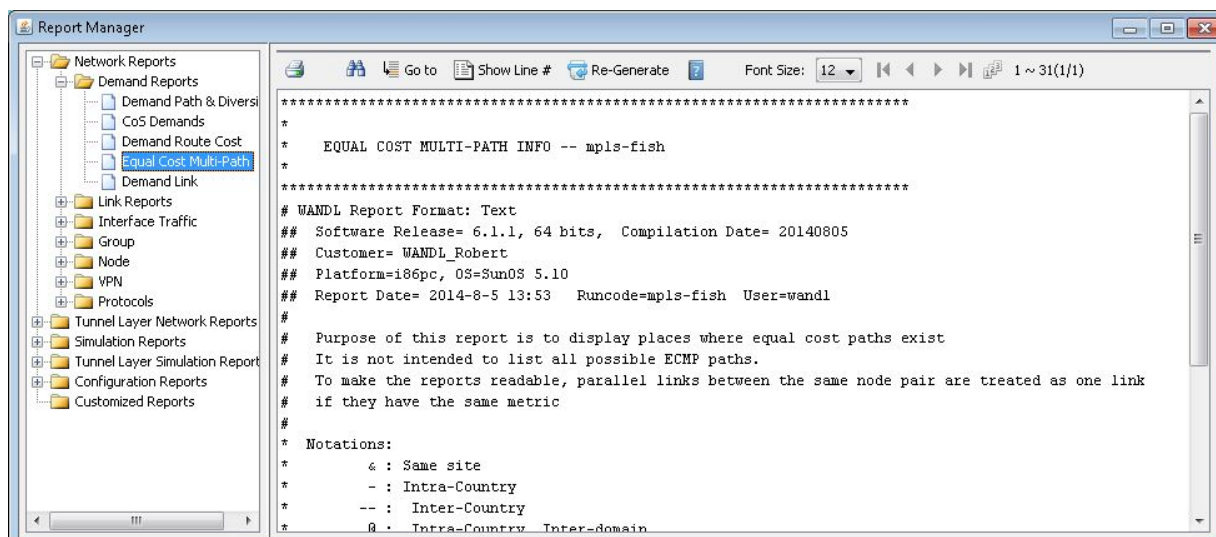 Report Manager
Network Reports
Demand Reports
Demand Path & Diversi
CoS Demands
Demand Route Cost
Equal Cost Multi-Path
Demand Link
Link Reports
Interface Traffic
Group
Node
VPN
Protocols
Tunnel Layer Network Reports
Simulation Reports
Tunnel Layer Simulation Report
Configuration Reports
Customized Reports
Go to Show Line # Re-Generate Font Size: 12 1 ~ 31(1/1)
*************************************************************************
*
* EQUAL COST MULTI-PATH INFO -- mpls-fish
*
*************************************************************************
# WANDL Report Format: Text
## Software Release= 6.1.1, 64 bits, Compilation Date= 20140805
## Customer= WANDL_Robert
## Platform=i86pc, OS=SunOS 5.10
## Report Date= 2014-8-5 13:53 Runcode=mpls-fish User=wandl
#
# Purpose of this report is to display places where equal cost paths exist
# It is not intended to list all possible ECMP paths.
# To make the reports readable, parallel links between the same node pair are treated as one link
# if they have the same metric
#
* Notations:
* & : Same site
* - : Intra-Country
* -- : Inter-Country
* @ : Intra-Country, Inter-domain